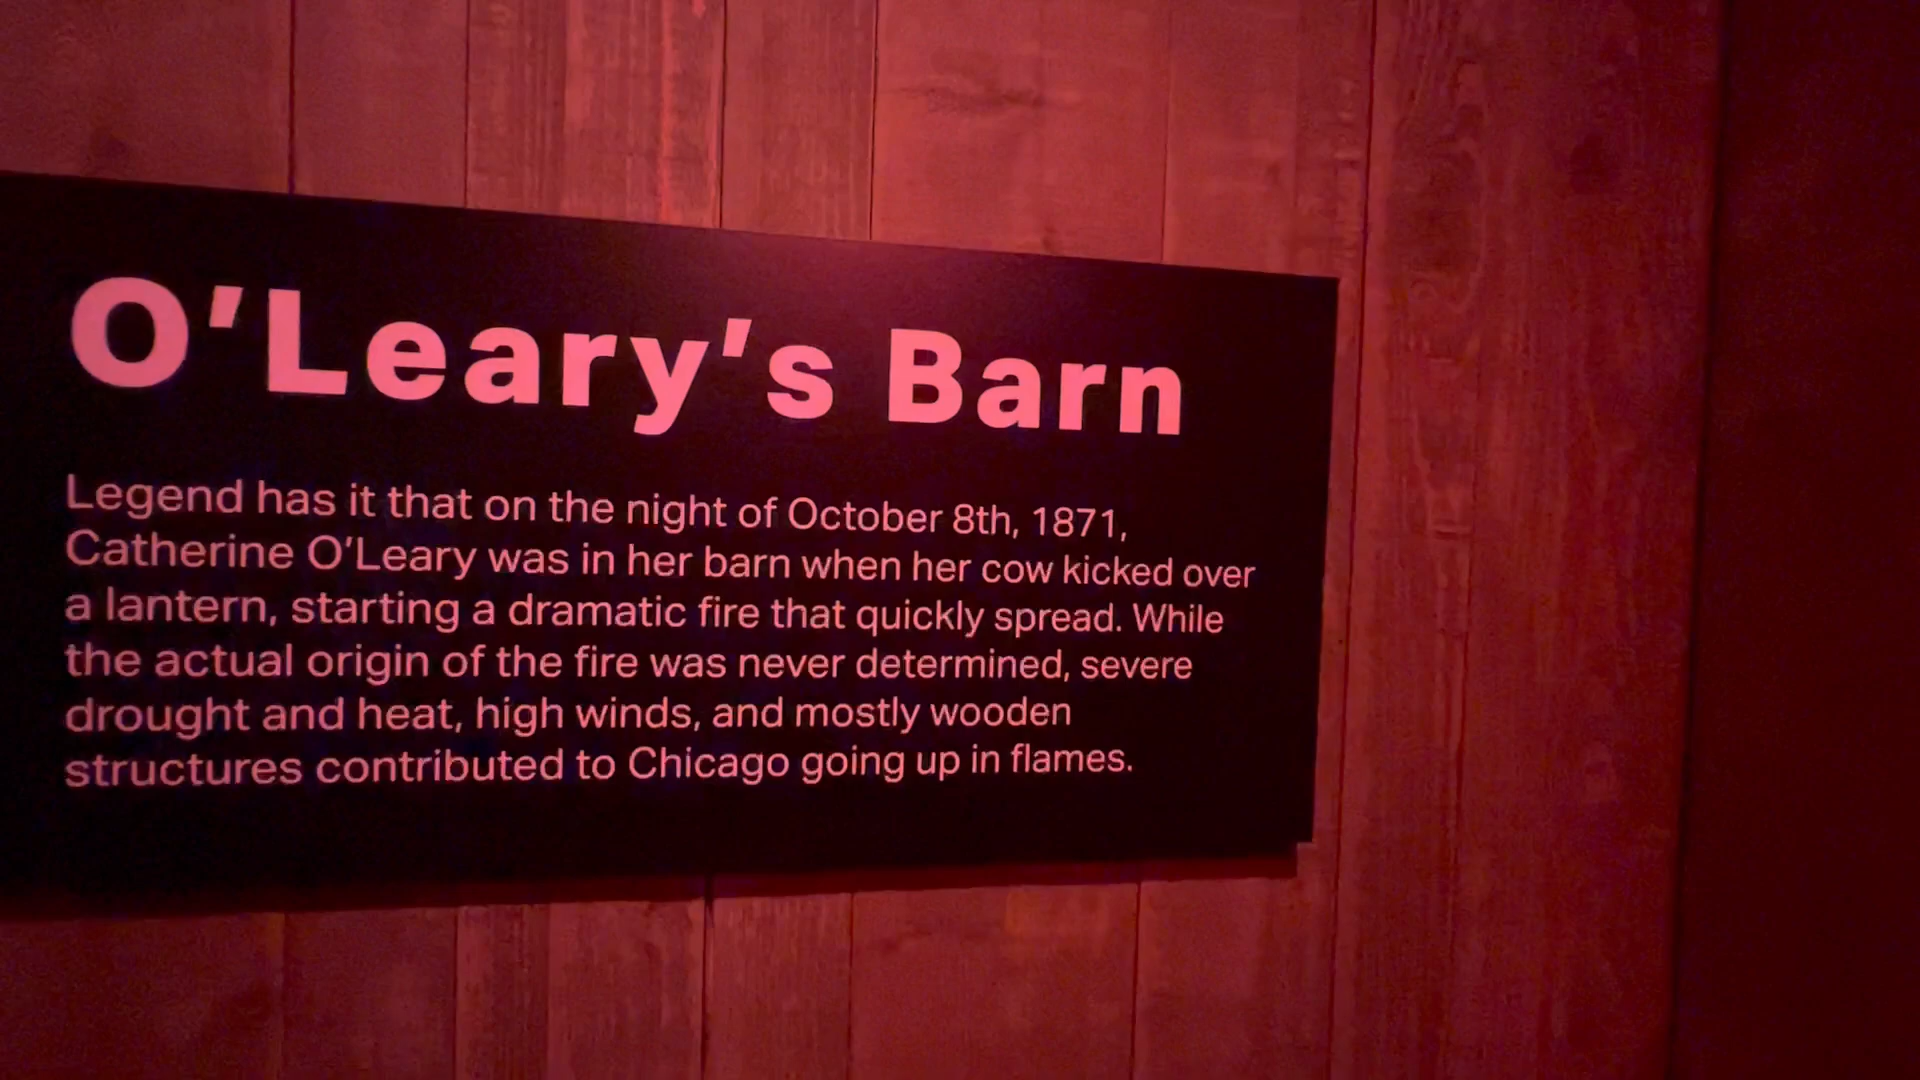 O'Leary's Barn
Legend has it that on the night of October 8th, 1871,
Catherine O'Leary was in her barn when her cow kicked over
a lantern, starting a dramatic fire that quickly spread. While
the actual origin of the fire was never determined, severe
drought and heat, high winds, and mostly wooden
structures contributed to Chicago going up in flames.